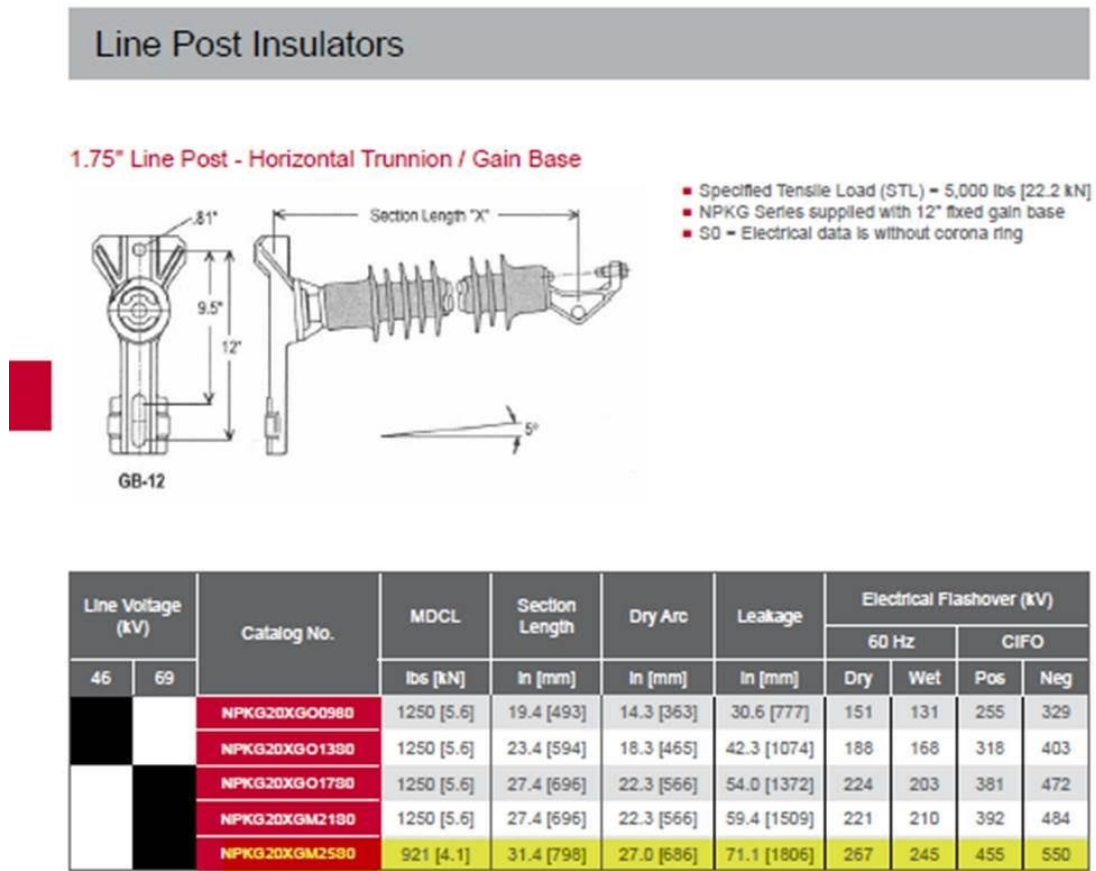 Line Post Insulators
1.75" Line Post - Horizontal Trunnion / Gain Base
Specified Tensile Load (STL) = 5,000 lbs [22.2 kN]
NPKG Series supplied with 12" fixed gain base
S0 = Electrical data is without corona ring
.81"
Section Length "X"
9.5"
12"
5°
GB-12
Line Voltage (kV) Catalog No. MDCL Section Length Dry Arc Leakage Electrical Flashover (kV)
60 Hz CIFO
46 69 lbs [kN] in [mm] in [mm] in [mm] Dry Wet Pos Neg
NPKG20XGO09S0 1250 [5.6] 19.4 [493] 14.3 [363] 30.6 [777] 151 131 255 329
NPKG20XGO13S0 1250 [5.6] 23.4 [594] 18.3 [465] 42.3 [1074] 188 168 318 403
NPKG20XGO17S0 1250 [5.6] 27.4 [696] 22.3 [566] 54.0 [1372] 224 203 381 472
NPKG20XGM21S0 1250 [5.6] 27.4 [696] 22.3 [566] 59.4 [1509] 221 210 392 484
NPKG20XGM25S0 921 [4.1] 31.4 [798] 27.0 [686] 71.1 [1806] 267 245 455 550